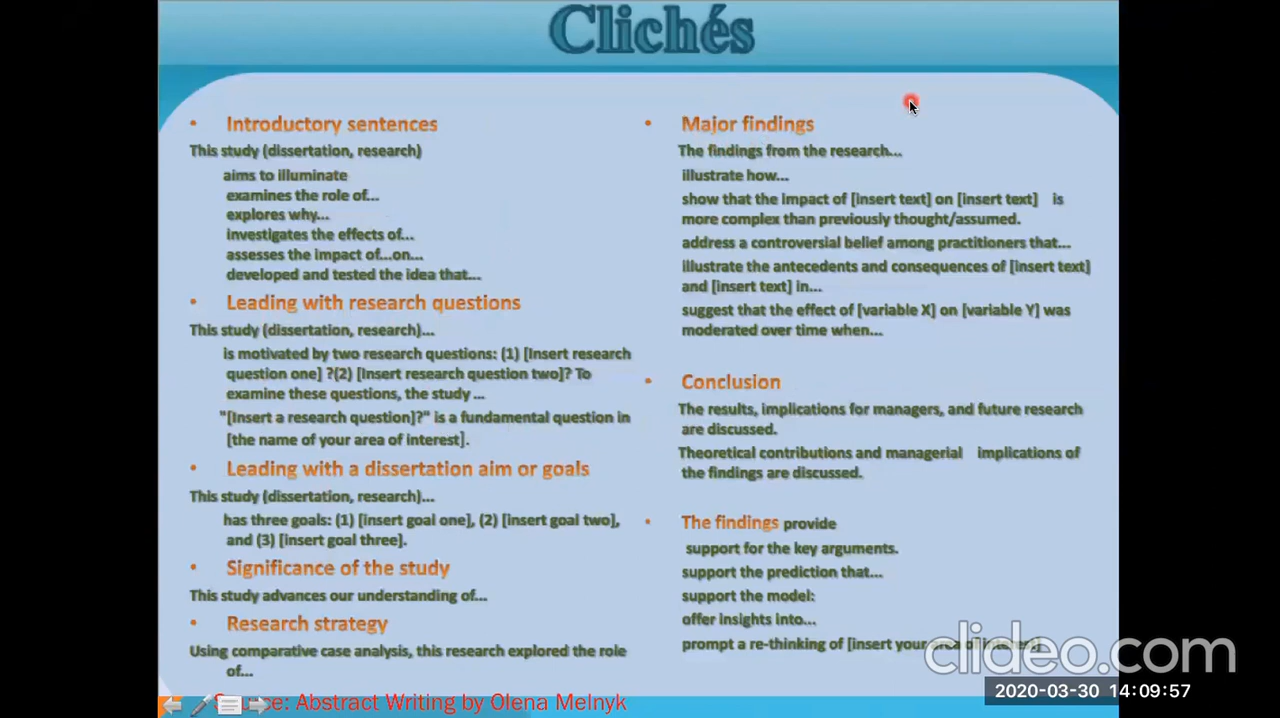 Clichés
• Introductory sentences
This study (dissertation, research)
aims to illuminate
examines the role of...
explores why...
investigates the effects of...
assesses the impact of...on...
developed and tested the idea that...
• Leading with research questions
This study (dissertation, research)...
is motivated by two research questions: (1) [Insert research
question one] ?(2) [Insert research question two]? To
examine these questions, the study ...
"[Insert a research question]?" is a fundamental question in
[the name of your area of interest].
• Leading with a dissertation aim or goals
This study (dissertation, research)...
has three goals: (1) [insert goal one], (2) [insert goal two],
and (3) [insert goal three].
• Significance of the study
This study advances our understanding of...
• Research strategy
Using comparative case analysis, this research explored the role
of...
• Major findings
The findings from the research...
illustrate how...
show that the impact of [insert text] on [insert text] is
more complex than previously thought/assumed.
address a controversial belief among practitioners that...
illustrate the antecedents and consequences of [insert text]
and [insert text] in...
suggest that the effect of [variable X] on [variable Y] was
moderated over time when...
• Conclusion
The results, implications for managers, and future research
are discussed.
Theoretical contributions and managerial implications of
the findings are discussed.
• The findings provide
support for the key arguments.
support the prediction that...
support the model:
offer insights into...
prompt a re-thinking of [insert your area of interest]
Source: Abstract Writing by Olena Melnyk
clideo.com
2020-03-30 14:09:57